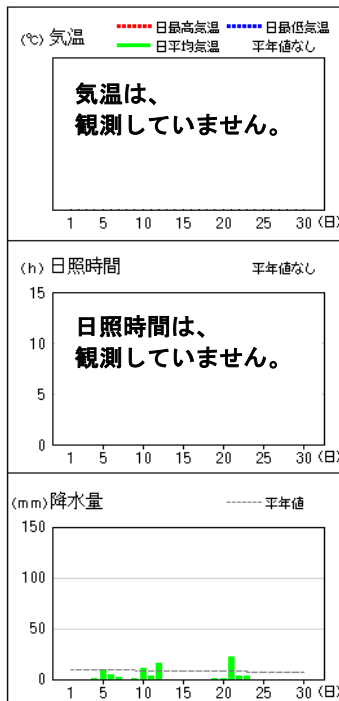 (℃) 気温
日最高気温 日最低気温
日平均気温 平年値なし
気温は、
観測していません。
1 5 10 15 20 25 30 (日)
(h) 日照時間 平年値なし
15
10
5
0
日照時間は、
観測していません。
1 5 10 15 20 25 30 (日)
(mm) 降水量 平年値
150
100
50
0
1 5 10 15 20 25 30 (日)